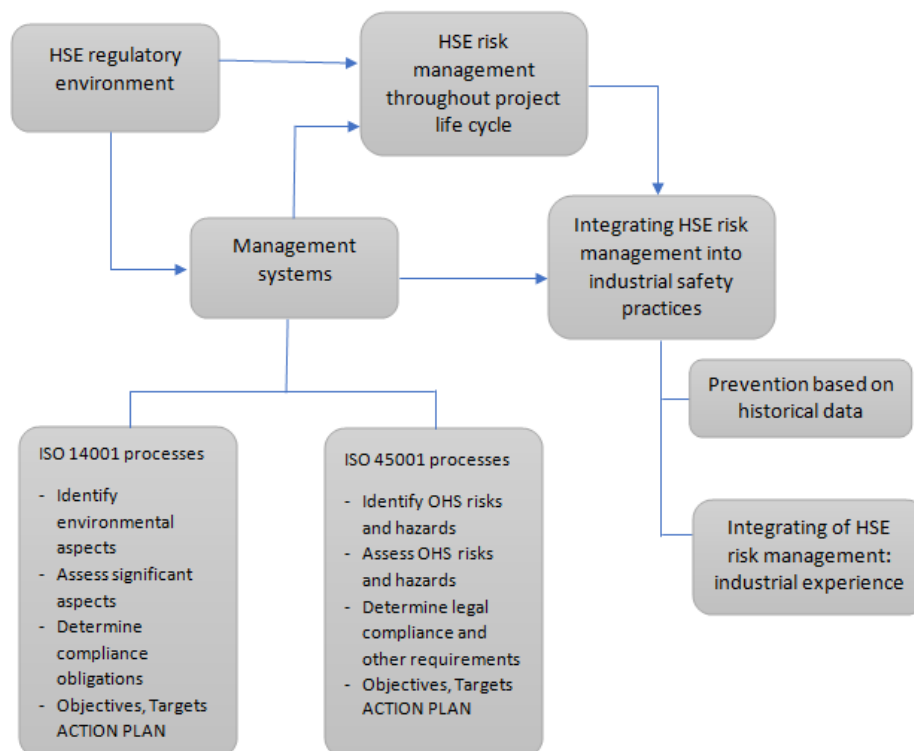 HSE regulatory
environment
HSE risk
management
throughout project
life cycle
Management
systems
Integrating HSE risk
management into
industrial safety
practices
Prevention based on
historical data
Integrating of HSE
risk management:
industrial experience
ISO 14001 processes
- Identify
environmental
aspects
- Assess significant
aspects
- Determine
compliance
obligations
- Objectives, Targets
ACTION PLAN
ISO 45001 processes
- Identify OHS risks
and hazards
- Assess OHS risks
and hazards
- Determine legal
compliance and
other requirements
- Objectives, Targets
ACTION PLAN